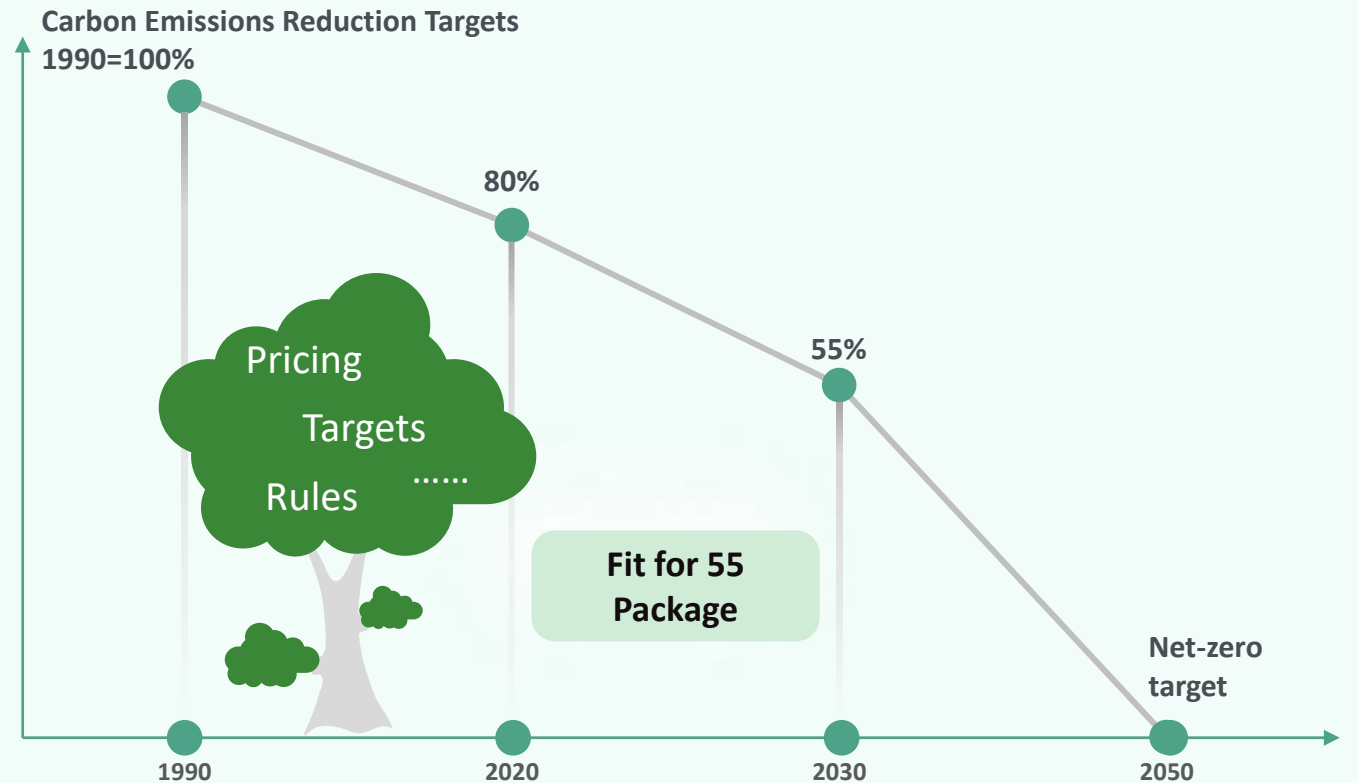 Carbon Emissions Reduction Targets
1990=100%
80%
55%
Pricing
Targets
Rules
......
Fit for 55
Package
Net-zero
target
1990
2020
2030
2050